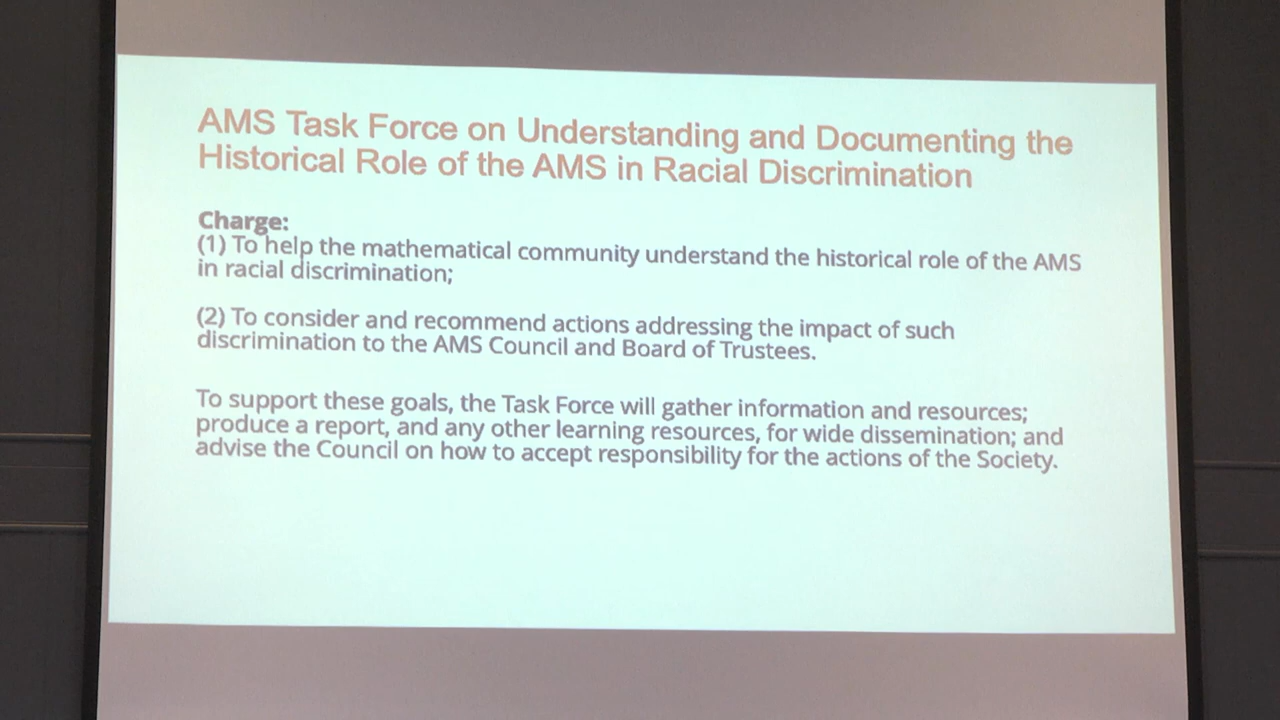 AMS Task Force on Understanding and Documenting the
Historical Role of the AMS in Racial Discrimination
Charge:
(1) To help the mathematical community understand the historical role of the AMS
in racial discrimination;
(2) To consider and recommend actions addressing the impact of such
discrimination to the AMS Council and Board of Trustees.
To support these goals, the Task Force will gather information and resources;
produce a report, and any other learning resources, for wide dissemination; and
advise the Council on how to accept responsibility for the actions of the Society.